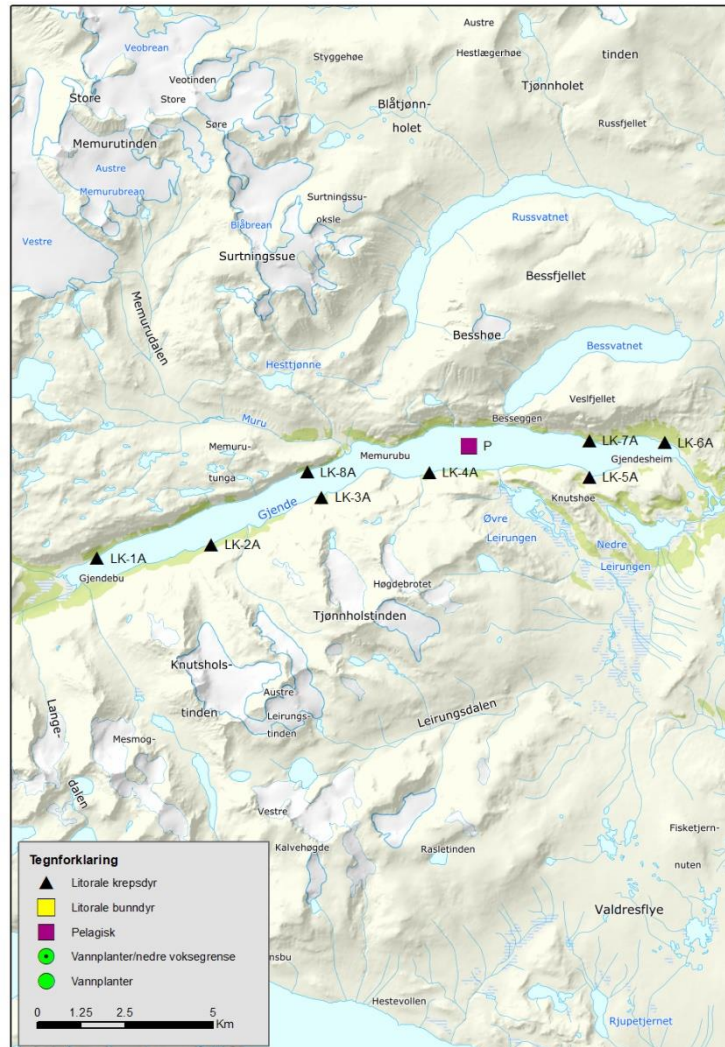 Veobrean
Austre
Styggehøe
Hestlægerhøe
tinden
Veotinden
Store
Store
Tjønnholet
Blåtjønn-
holet
Søre
Russfjellet
Memurutinden
Austre
Memurubrean
Surtningssu-
oksle
Blåbrean
Russvatnet
Vestre
Surtningssue
Bessfjellet
Memurudalen
Besshøe
Bessvatnet
Hesttjønne
Veslfjellet
Muru
Besseggen
Memuru-
tunga
Memurubu
P
LK-7A
LK-6A
Gjendesheim
LK-8A
LK-4A
LK-5A
LK-3A
Knutshøe
Gjende
Øvre
Leirungen
LK-2A
Nedre
Leirungen
LK-1A
Gjendebu
Høgdebrotet
Tjønnholstinden
Knutshols-
tinden
Austre
Leirungs-
tinden
Leirungsdalen
Lange-
dalen
Mesmog-
Vestre
Kalvehøgde
Rasletinden
Fisketjern-
nuten
Valdresflye
Tegnforklaring
Litorale krepsdyr
Litorale bunndyr
Pelagisk
Vannplanter/nedre voksegrense
Vannplanter
0 1.25 2.5 5
Km
nsbu
Hestevollen
Rjupetjernet